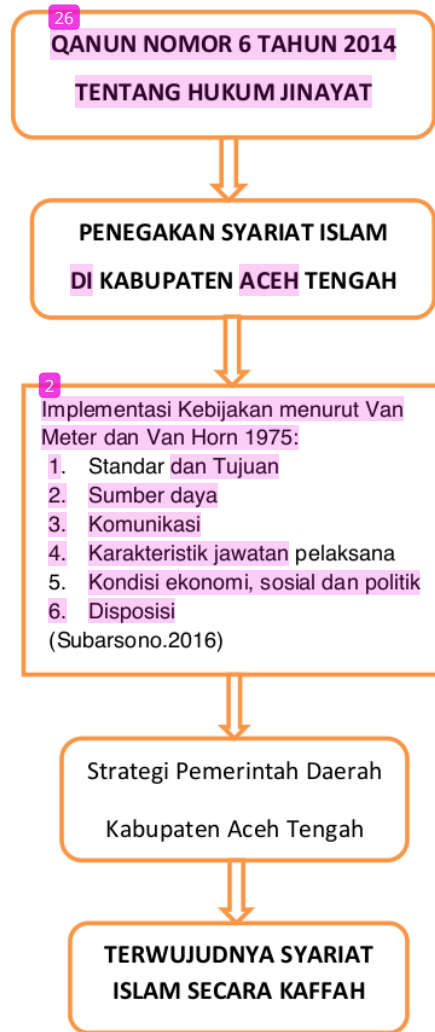 26
QANUN NOMOR 6 TAHUN 2014
TENTANG HUKUM JINAYAT
PENEGAKAN SYARIAT ISLAM
DI KABUPATEN ACEH TENGAH
2
Implementasi Kebijakan menurut Van
Meter dan Van Horn 1975:
1. Standar dan Tujuan
2. Sumber daya
3. Komunikasi
4. Karakteristik jawatan pelaksana
5. Kondisi ekonomi, sosial dan politik
6. Disposisi
(Subarsono.2016)
Strategi Pemerintah Daerah
Kabupaten Aceh Tengah
TERWUJUDNYA SYARIAT
ISLAM SECARA KAFFAH